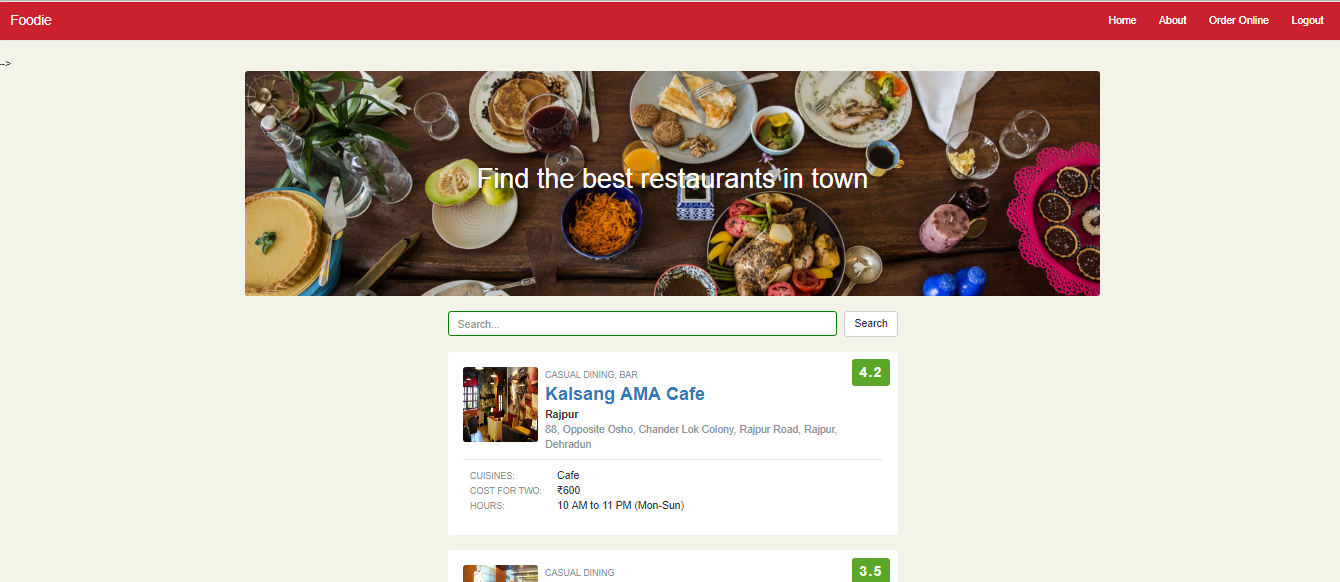 Foodie
Home About Order Online Logout
-->
Find the best restaurants in town
Search...
Search
CASUAL DINING, BAR
4.2
Kalsang AMA Cafe
Rajpur
88, Opposite Osho, Chander Lok Colony, Rajpur Road, Rajpur,
Dehradun
CUISINES: Cafe
COST FOR TWO: ₹600
HOURS: 10 AM to 11 PM (Mon-Sun)
CASUAL DINING
3.5